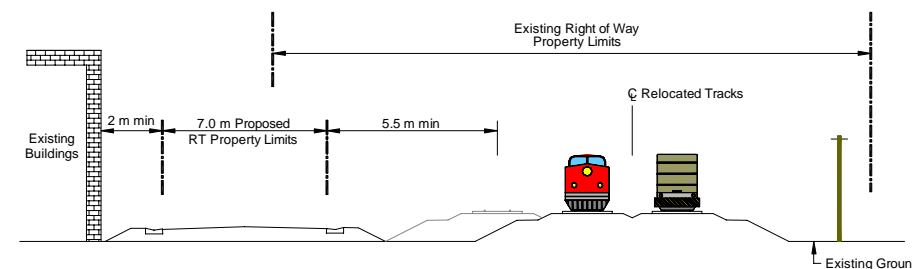 Existing Right of Way
Property Limits
℄ Relocated Tracks
2 m min
7.0 m Proposed
RT Property Limits
5.5 m min
Existing
Buildings
Existing Groun